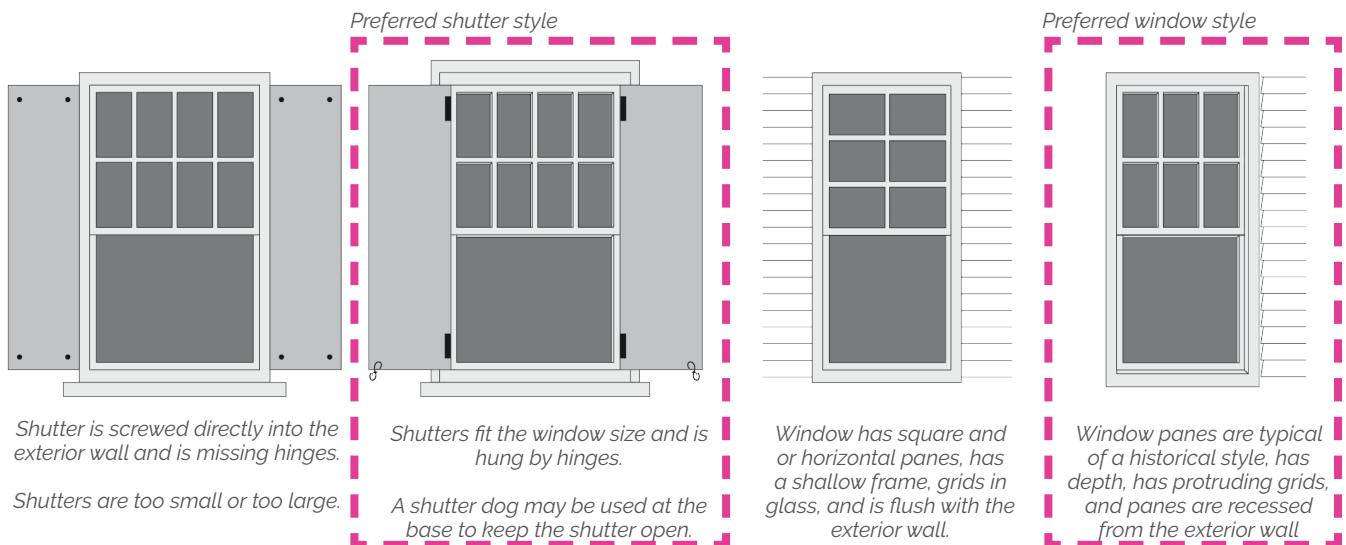 Preferred shutter style
Preferred window style
Shutter is screwed directly into the
exterior wall and is missing hinges.
Shutters are too small or too large.
Shutters fit the window size and is
hung by hinges.
A shutter dog may be used at the
base to keep the shutter open.
Window has square and
or horizontal panes, has
a shallow frame, grids in
glass, and is flush with the
exterior wall.
Window panes are typical
of a historical style, has
depth, has protruding grids,
and panes are recessed
from the exterior wall